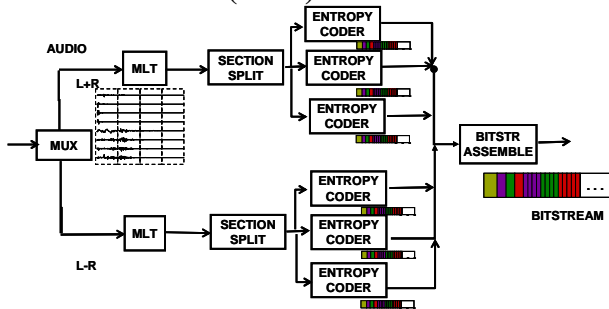 ENTROPY
CODER
AUDIO
MLT
SECTION
SPLIT
ENTROPY
CODER
L+R
ENTROPY
CODER
MUX
BITSTR
ASSEMBLE
ENTROPY
CODER
...
BITSTREAM
MLT
SECTION
SPLIT
ENTROPY
CODER
L-R
ENTROPY
CODER